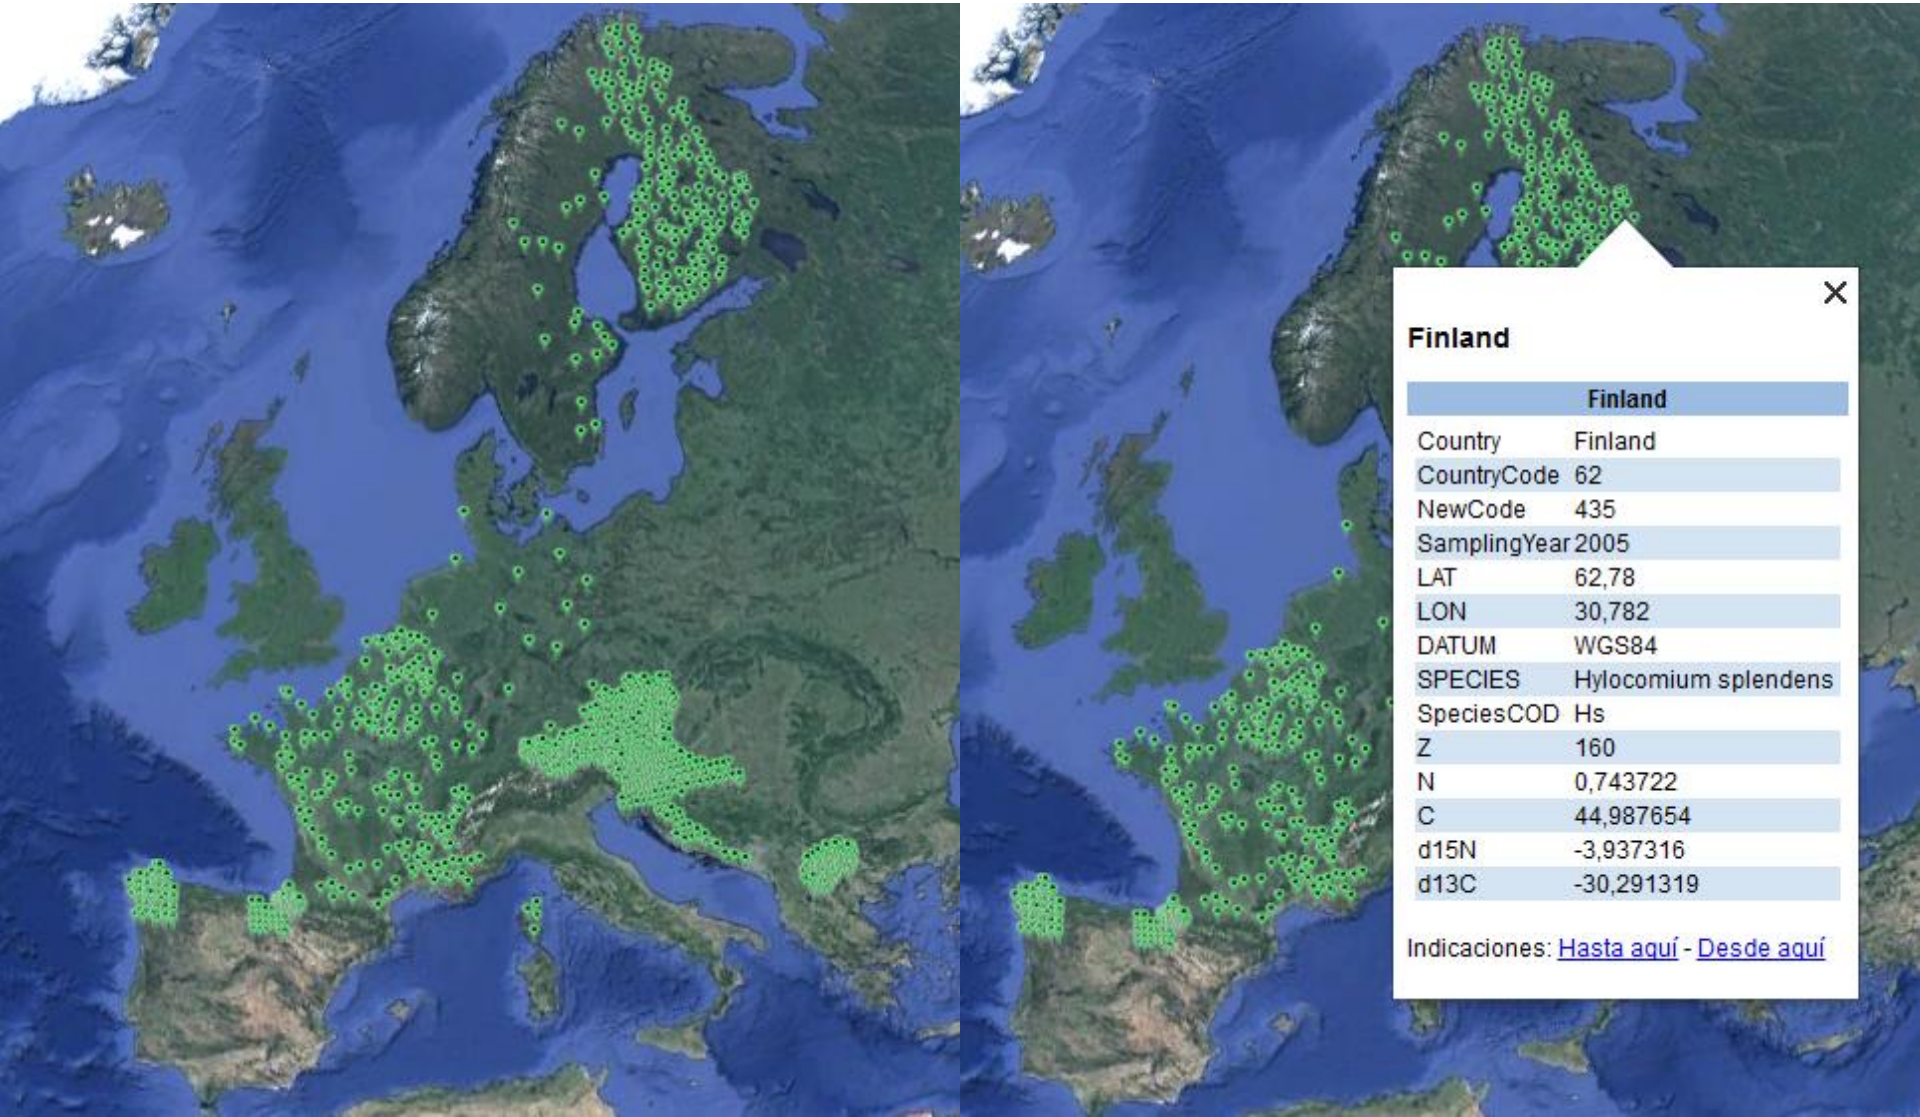 Finland
Finland
Country Finland
CountryCode 62
NewCode 435
SamplingYear 2005
LAT 62,78
LON 30,782
DATUM WGS84
SPECIES Hylocomium splendens
SpeciesCOD Hs
Z 160
N 0,743722
C 44,987654
d15N -3,937316
d13C -30,291319
Indicaciones: Hasta aquí - Desde aquí